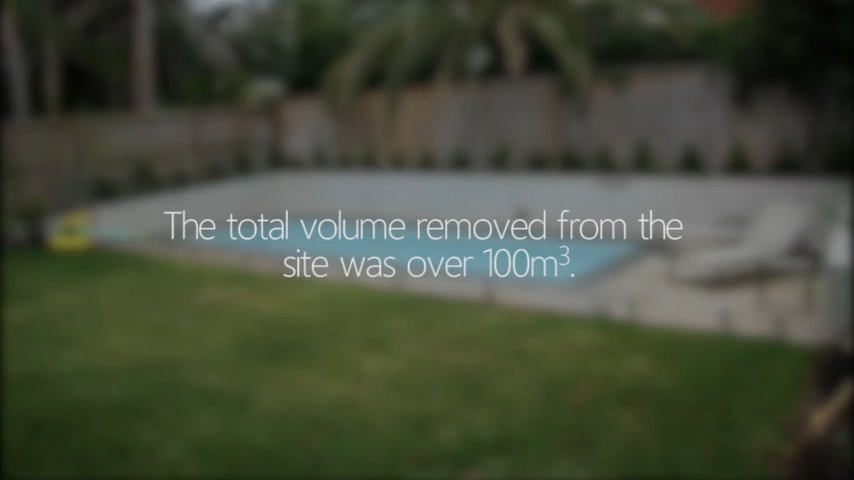 The total volume removed from the
site was over 100m³.